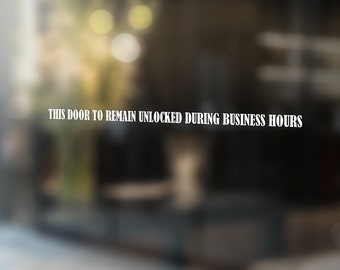 THIS DOOR TO REMAIN UNLOCKED DURING BUSINESS HOURS